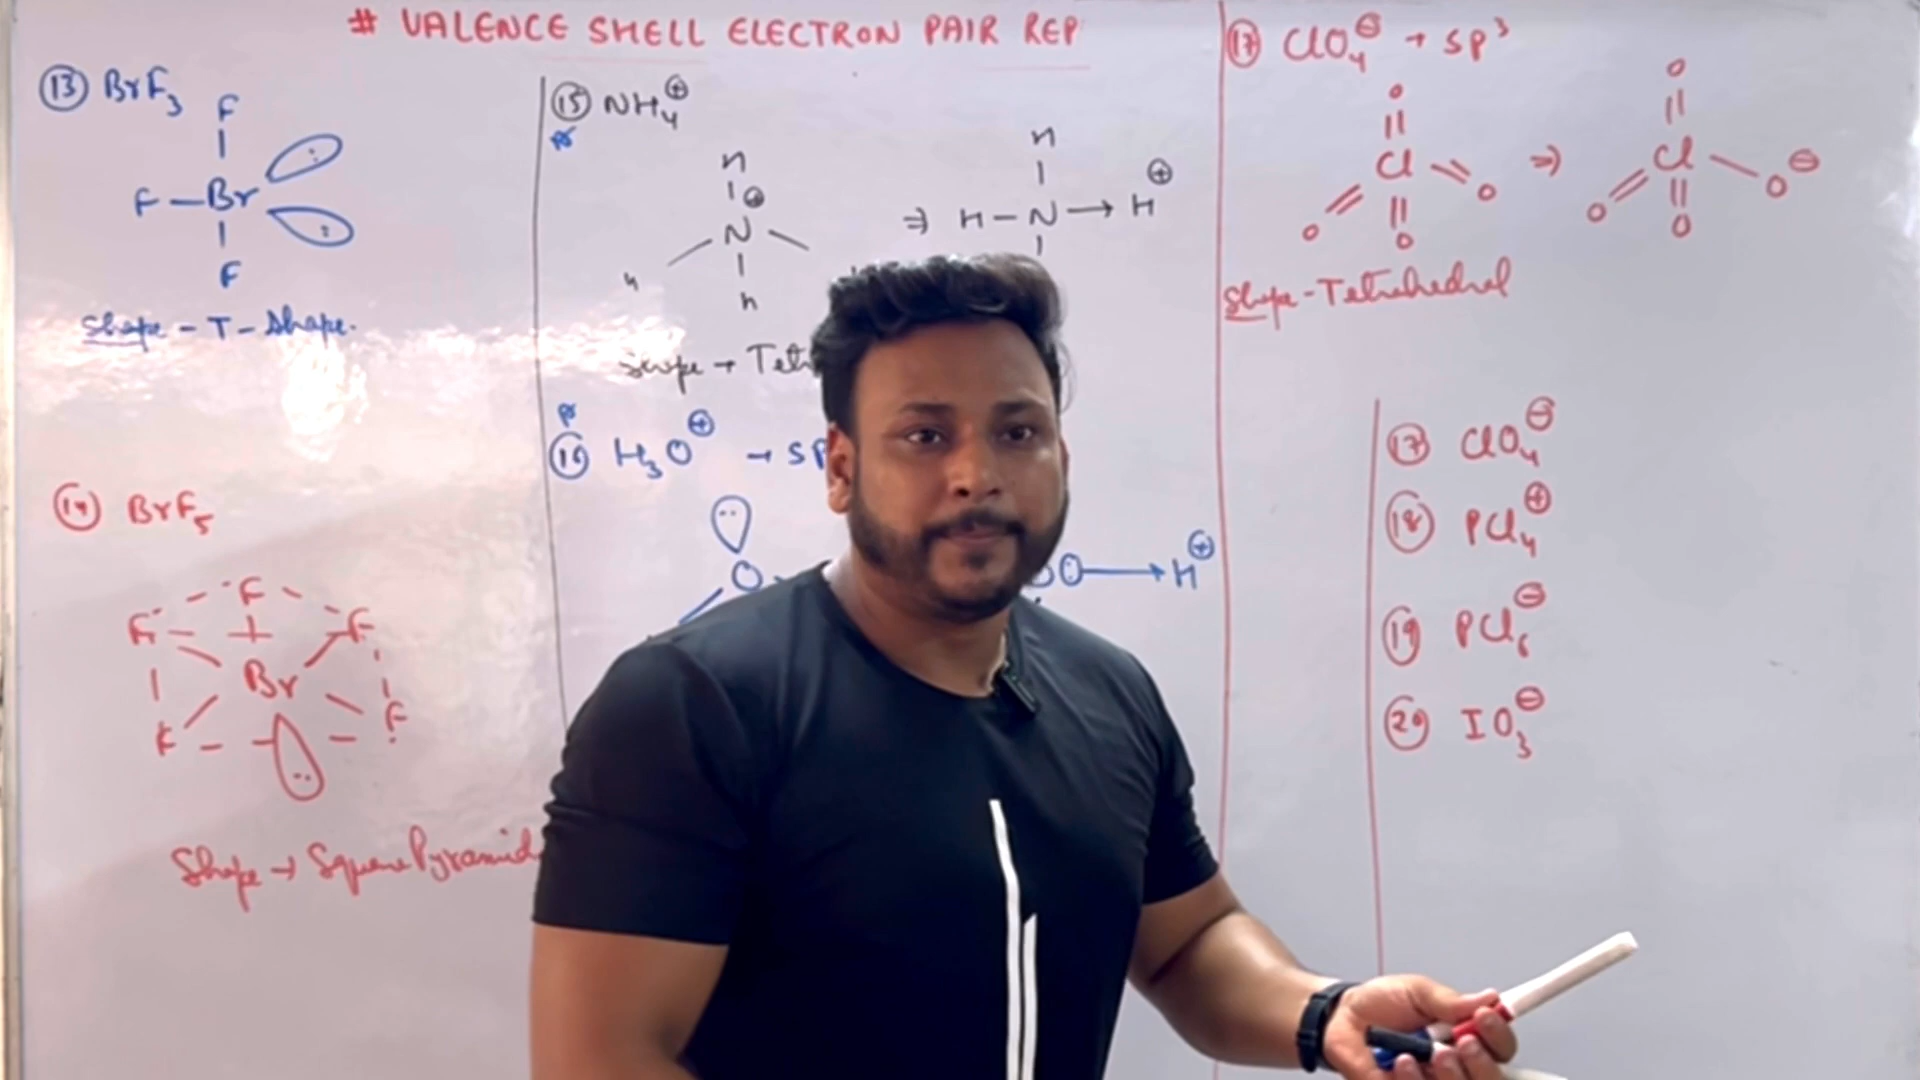 # VALENCE SHELL ELECTRON PAIR REP
⑬ BrF₃
F
F – Br
F
Shape – T – Shape.
⑭ BrF₅
F
F F
Br
F F
Shape → Square Pyramid
⑮ NH₄⊕
H
⊕
N
H
H
⇒ H – N → H⊕
Shape → Tet
⑯ H₃O⊕ → SP
O
O → H⊕
⑰ ClO₄⊖ → SP³
O
Cl
O O O
⇒
O
Cl
O O O⊖
Shape - Tetrahedral
⑰ ClO₄⊖
⑱ PCl₄⊕
⑲ PCl₆⊖
⑳ IO₃⊖